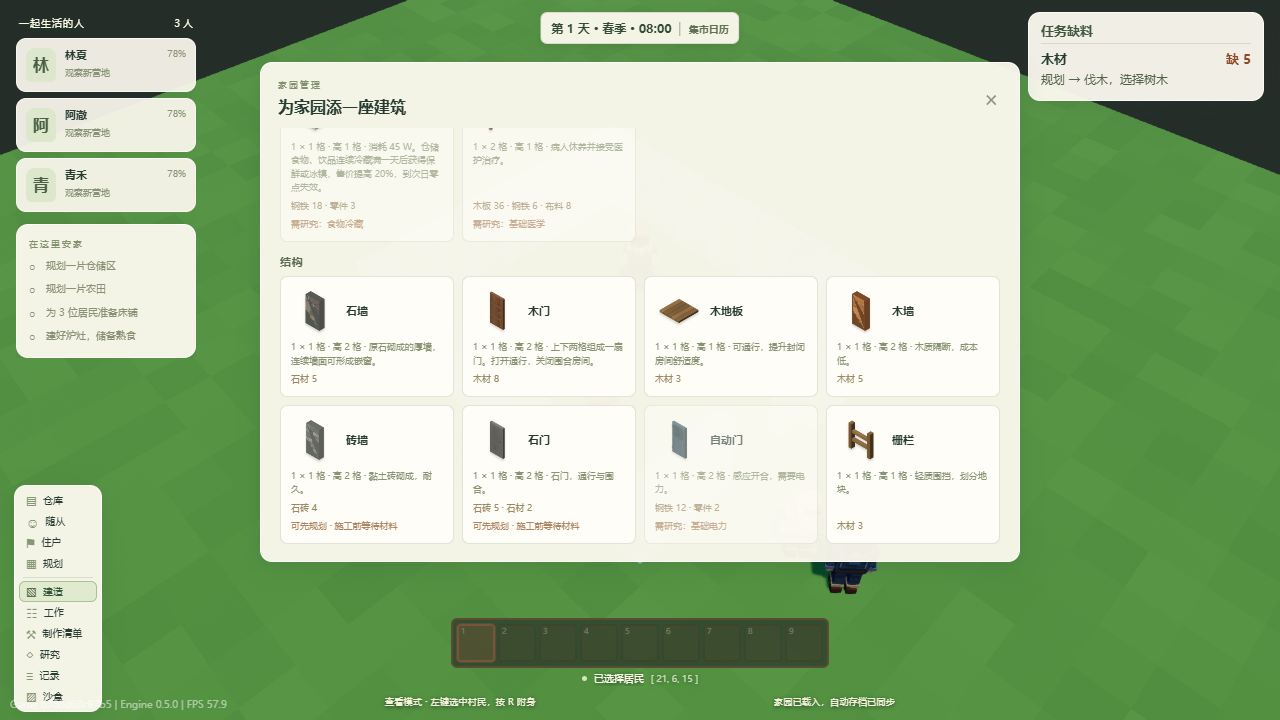 一起生活的人 3 人
林 林夏 78%
观察新营地
阿 阿澈 78%
观察新营地
青 青禾 78%
观察新营地
在这里安家
规划一片仓储区
规划一片农田
为 3 位居民准备床铺
建好炉灶，储备熟食
仓库
随从
住户
规划
建造
工作
制作清单
研究
记录
沙盒
| Engine 0.5.0 | FPS 57.9
第 1 天 • 春季 • 08:00 | 集市日历
任务缺料
木材 缺 5
规划 → 伐木，选择树木
家园管理
为家园添一座建筑
×
1 × 1 格 · 高 1 格 · 消耗 45 W。仓储
食物、饮品连续冷藏满一天后获得保
鲜或冰镇，售价提高 20%，到次日零
点失效。
钢铁 18 · 零件 3
需研究：食物冷藏
1 × 2 格 · 高 1 格 · 病人休养并接受医
护治疗。
木板 36 · 钢铁 6 · 布料 8
需研究：基础医学
结构
石墙
1 × 1 格 · 高 2 格 · 原石砌成的厚墙，
连续墙面可形成嵌窗。
石材 5
木门
1 × 1 格 · 高 2 格 · 上下两格组成一扇
门。打开通行，关闭围合房间。
木材 8
木地板
1 × 1 格 · 高 1 格 · 可通行，提升封闭
房间舒适度。
木材 3
木墙
1 × 1 格 · 高 2 格 · 木质隔断，成本
低。
木材 5
砖墙
1 × 1 格 · 高 2 格 · 黏土砖砌成，耐
久。
石砖 4
可先规划 · 施工前等待材料
石门
1 × 1 格 · 高 2 格 · 石门，通行与围
合。
石砖 5 · 石材 2
可先规划 · 施工前等待材料
自动门
1 × 1 格 · 高 2 格 · 感应开合，需要电
力。
钢铁 12 · 零件 2
需研究：基础电力
栅栏
1 × 1 格 · 高 1 格 · 轻质围挡，划分地
块。
木材 3
1 2 3 4 5 6 7 8 9
已选择居民 [ 21, 6, 15 ]
查看模式 · 左键选中村民，按 R 附身
家园已载入，自动存档已同步